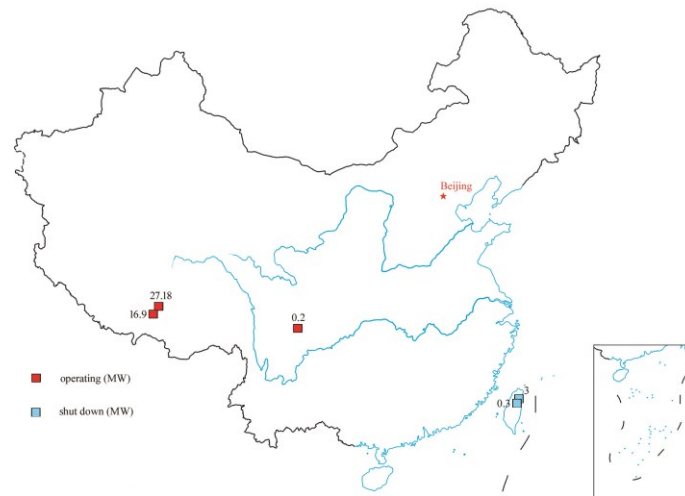 Beijing
27.18
16.9
0.2
operating (MW)
3
shut down (MW)
0.3